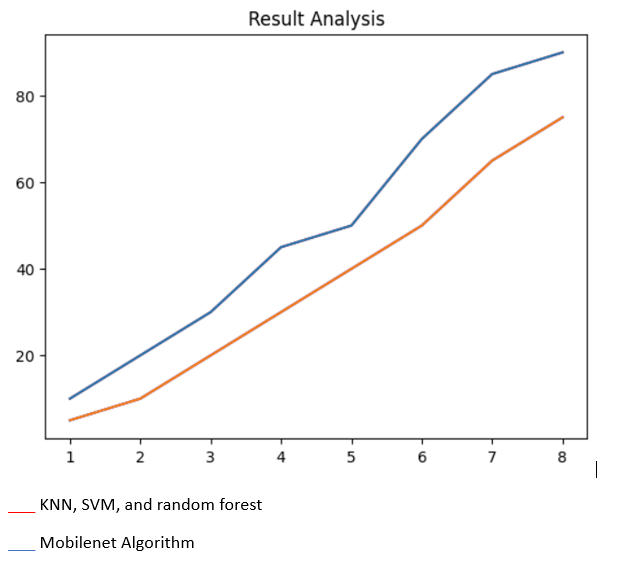 Result Analysis
80
60
40
20
1 2 3 4 5 6 7 8
KNN, SVM, and random forest
Mobilenet Algorithm